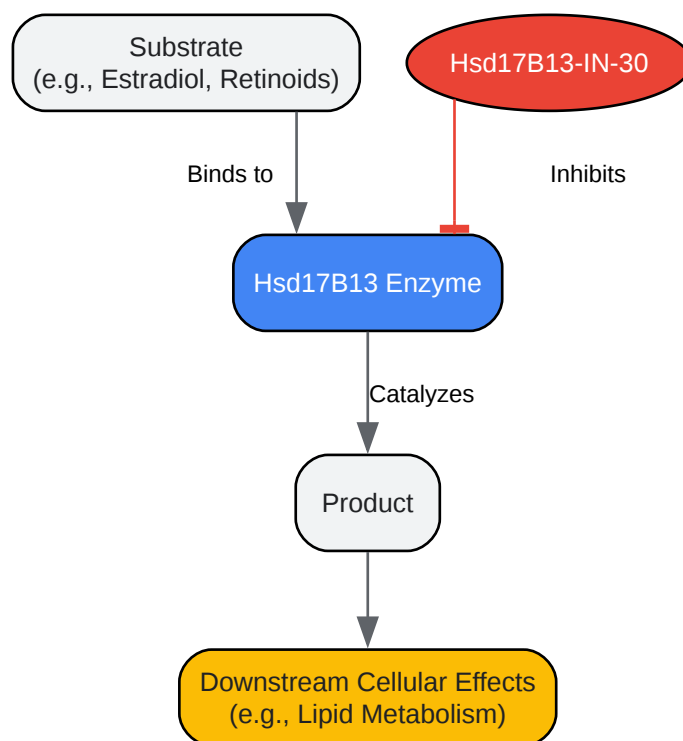 Substrate
(e.g., Estradiol, Retinoids)
Hsd17B13-IN-30
Binds to
Inhibits
Hsd17B13 Enzyme
Catalyzes
Product
Downstream Cellular Effects
(e.g., Lipid Metabolism)